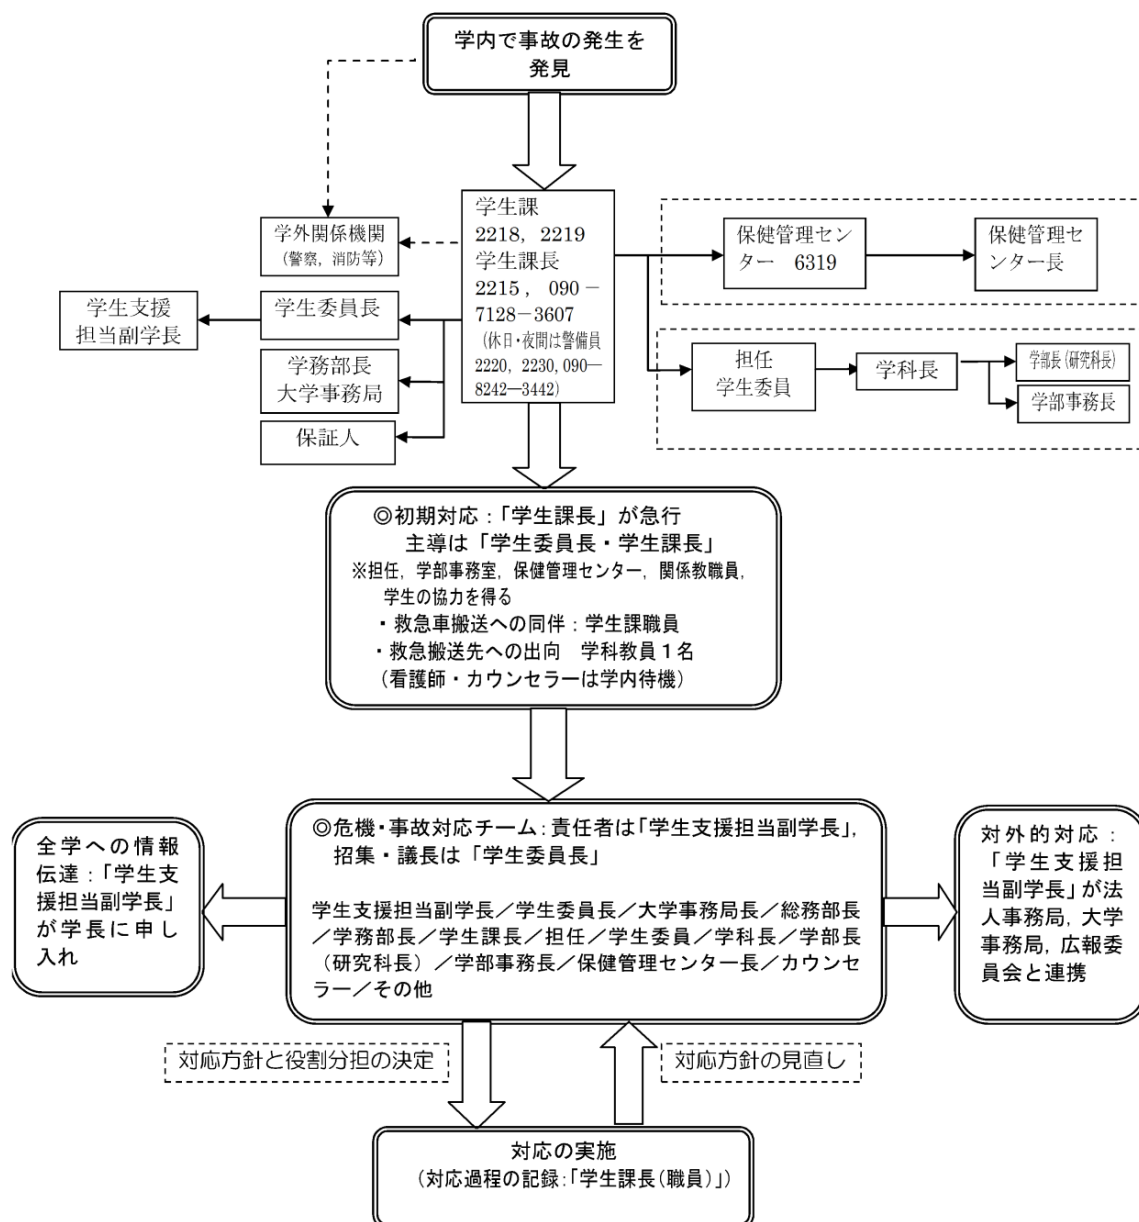 学内で事故の発生を
発見
学生課
2218, 2219
学生課長
2215, 090－
7128－3607
（休日・夜間は警備員
2220, 2230, 090―
8242―3442）
学外関係機関
（警察, 消防等）
学生委員長
学生支援
担当副学長
学務部長
大学事務局
保証人
保健管理セン
ター 6319
保健管理セ
ンター長
担任
学生委員
学科長
学部長（研究科長）
学部事務長
◎初期対応：「学生課長」が急行
主導は「学生委員長・学生課長」
※担任, 学部事務室, 保健管理センター, 関係教職員,
学生の協力を得る
・救急車搬送への同伴：学生課職員
・救急搬送先への出向 学科教員１名
（看護師・カウンセラーは学内待機）
◎危機・事故対応チーム：責任者は「学生支援担当副学長」,
招集・議長は「学生委員長」
学生支援担当副学長／学生委員長／大学事務局長／総務部長
／学務部長／学生課長／担任／学生委員／学科長／学部長
（研究科長）／学部事務長／保健管理センター長／カウンセ
ラー／その他
全学への情報
伝達：「学生支
援担当副学長」
が学長に申し
入れ
対外的対応：
「学生支援担
当副学長」が法
人事務局, 大学
事務局, 広報委
員会と連携
対応方針と役割分担の決定
対応方針の見直し
対応の実施
（対応過程の記録：「学生課長（職員）」）